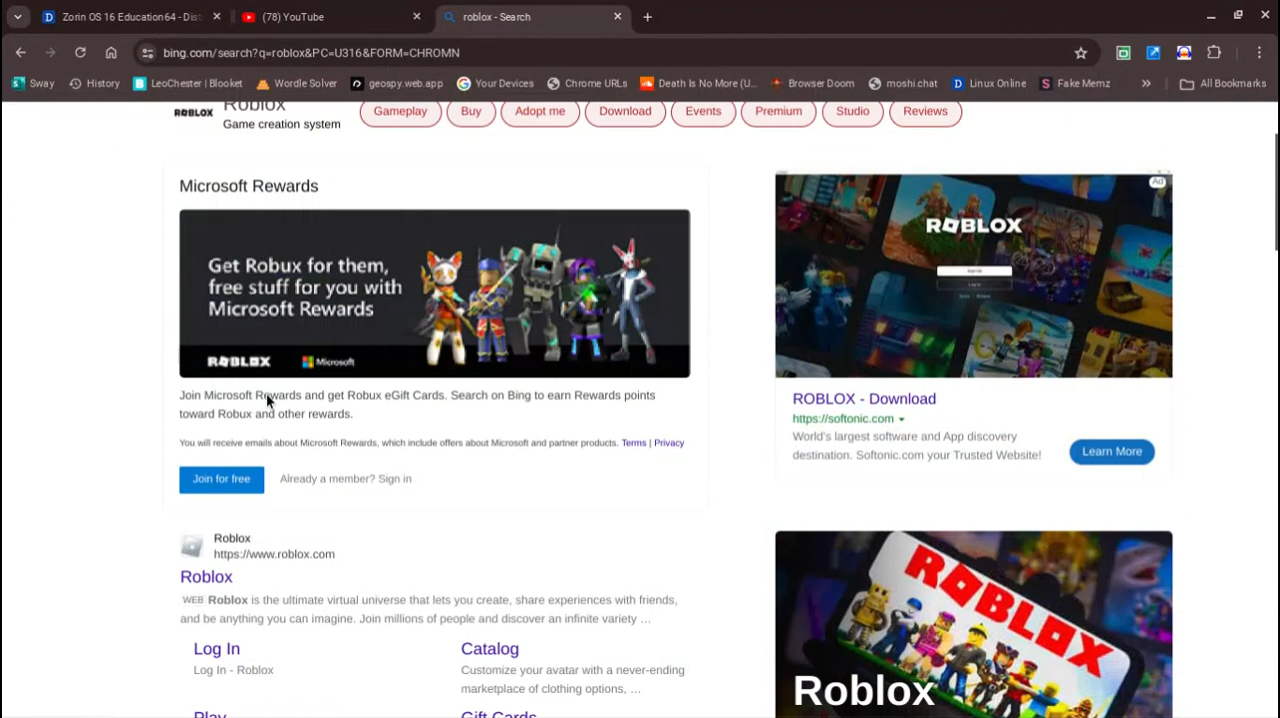 Zorin OS 16 Education64 - Dis
(78) YouTube
roblox - Search
bing.com/search?q=roblox&PC=U316&FORM=CHROMN
Sway
History
LeoChester | Blooket
Wordle Solver
geospy.web.app
Your Devices
Chrome URLs
Death Is No More (U...
Browser Doom
moshi.chat
Linux Online
Fake Memz
All Bookmarks
ROBLOX
Roblox
Game creation system
Gameplay
Buy
Adopt me
Download
Events
Premium
Studio
Reviews
Microsoft Rewards
Get Robux for them,
free stuff for you with
Microsoft Rewards
ROBLOX
Microsoft
Join Microsoft Rewards and get Robux eGift Cards. Search on Bing to earn Rewards points
toward Robux and other rewards.
You will receive emails about Microsoft Rewards, which include offers about Microsoft and partner products. Terms | Privacy
Join for free
Already a member? Sign in
Roblox
https://www.roblox.com
Roblox
WEB Roblox is the ultimate virtual universe that lets you create, share experiences with friends,
and be anything you can imagine. Join millions of people and discover an infinite variety ...
Log In
Log In - Roblox
Catalog
Customize your avatar with a never-ending
marketplace of clothing options, ...
Play
Gift Cards
Ad
ROBLOX
ROBLOX - Download
https://softonic.com
World's largest software and App discovery
destination. Softonic.com your Trusted Website!
Learn More
ROBLOX
Roblox